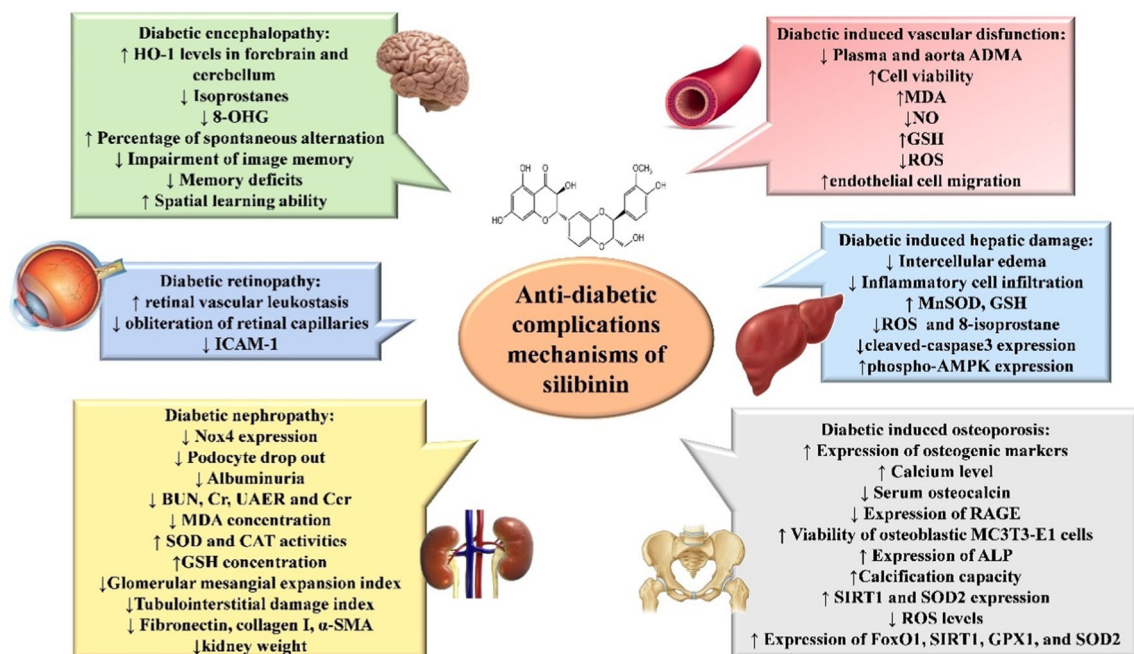 Diabetic encephalopathy:
↑ HO-1 levels in forebrain and
cerebellum
↓ Isoprostanes
↓ 8-OHG
↑ Percentage of spontaneous alternation
↓ Impairment of image memory
↓ Memory deficits
↑ Spatial learning ability
Diabetic induced vascular disfunction:
↓ Plasma and aorta ADMA
↑Cell viability
↑MDA
↓NO
↑GSH
↓ROS
↑endothelial cell migration
OH
O
OH
HO
O
O
O
OCH₃
OH
OH
Diabetic retinopathy:
↑ retinal vascular leukostasis
↓ obliteration of retinal capillaries
↓ ICAM-1
Anti-diabetic
complications
mechanisms of
silibinin
Diabetic induced hepatic damage:
↓ Intercellular edema
↓ Inflammatory cell infiltration
↑ MnSOD, GSH
↓ROS and 8-isoprostane
↓cleaved-caspase3 expression
↑phospho-AMPK expression
Diabetic nephropathy:
↓ Nox4 expression
↓ Podocyte drop out
↓ Albuminuria
↓ BUN, Cr, UAER and Ccr
↓ MDA concentration
↑ SOD and CAT activities
↑GSH concentration
↓Glomerular mesangial expansion index
↓Tubulointerstitial damage index
↓ Fibronectin, collagen I, α-SMA
↓kidney weight
Diabetic induced osteoporosis:
↑ Expression of osteogenic markers
↑ Calcium level
↓ Serum osteocalcin
↓ Expression of RAGE
↑ Viability of osteoblastic MC3T3-E1 cells
↑ Expression of ALP
↑Calcification capacity
↑ SIRT1 and SOD2 expression
↓ ROS levels
↑ Expression of FoxO1, SIRT1, GPX1, and SOD2